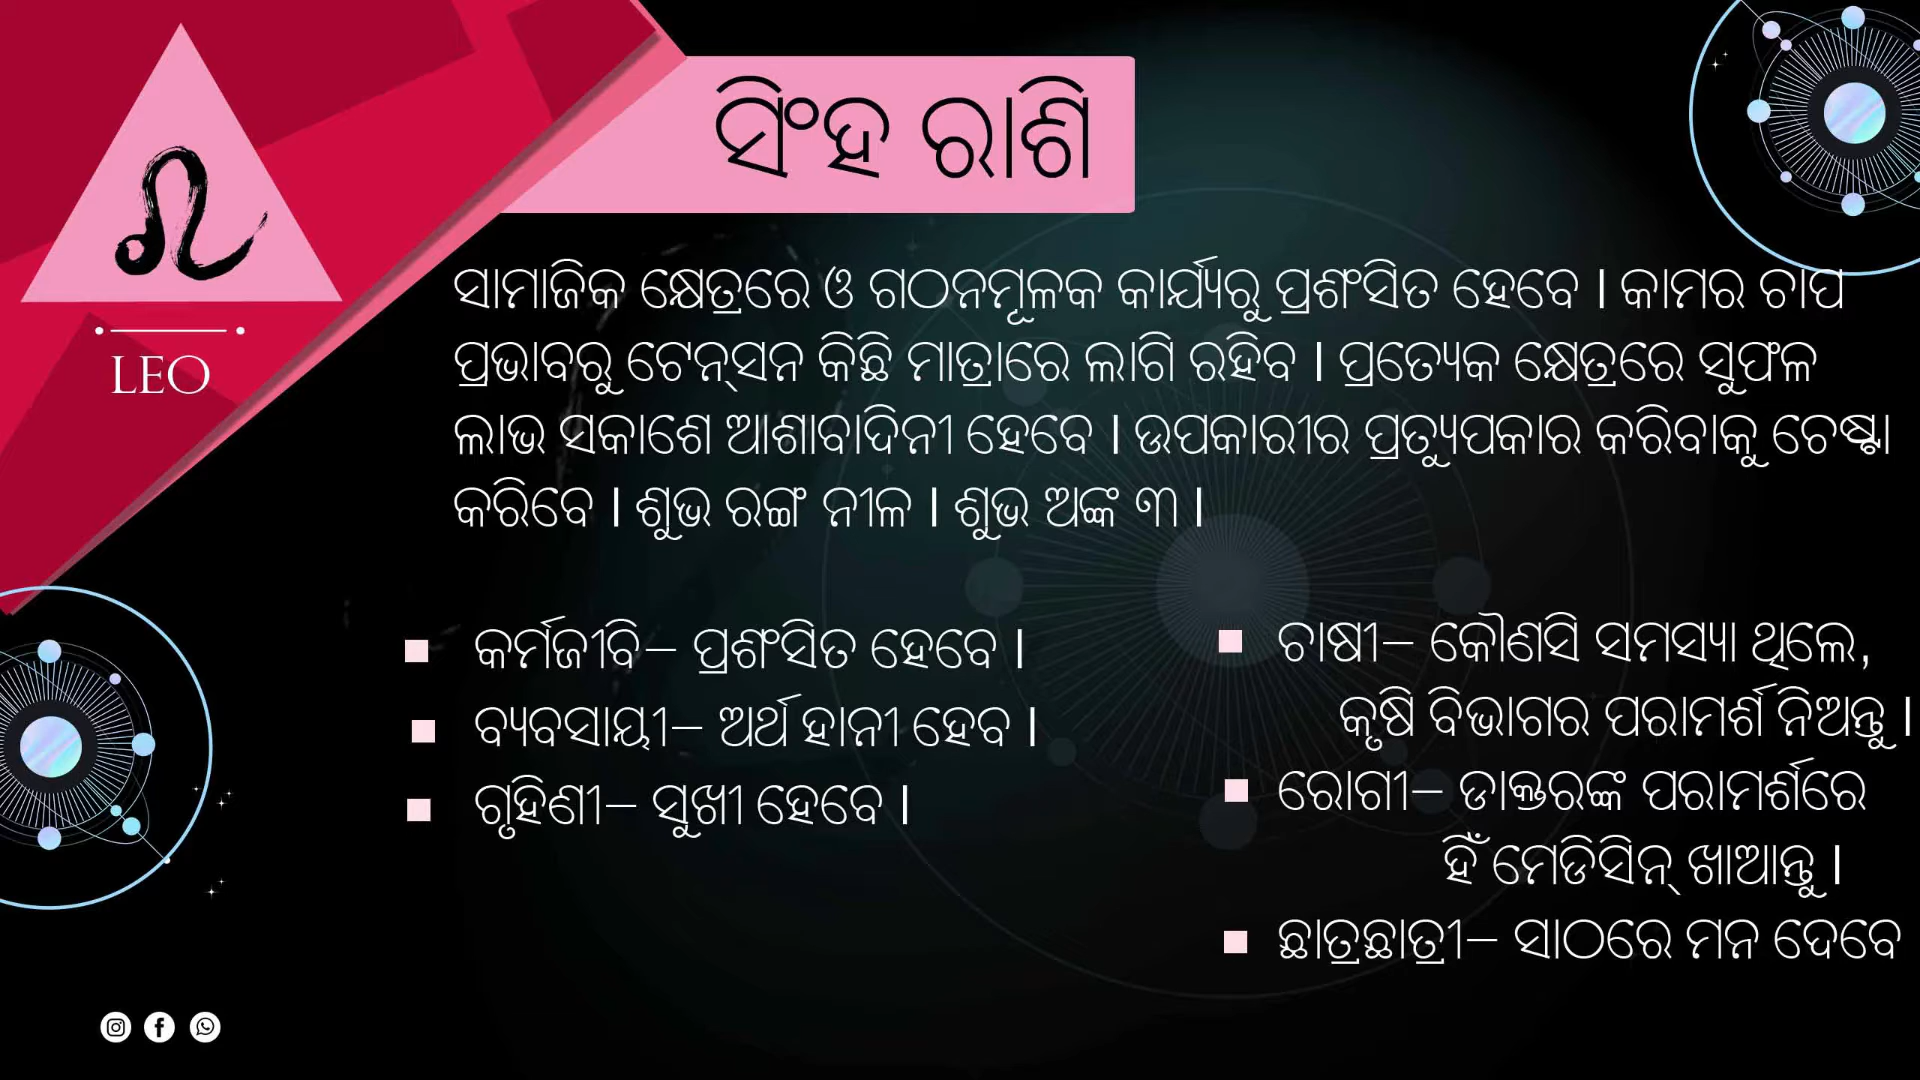 ସିଂହ ରାଶି
LEO
ସାମାଜିକ କ୍ଷେତ୍ରରେ ଓ ଗଠନମୂଳକ କାର୍ଯ୍ୟରୁ ପ୍ରଶଂସିତ ହେବେ । କାମର ଚାପ
ପ୍ରଭାବରୁ ଟେନ୍‌ସନ କିଛି ମାତ୍ରାରେ ଲାଗି ରହିବ । ପ୍ରତ୍ୟେକ କ୍ଷେତ୍ରରେ ସୁଫଳ
ଲାଭ ସକାଶେ ଆଶାବାଦିନୀ ହେବେ । ଉପକାରୀର ପ୍ରତ୍ୟୁପକାର କରିବାକୁ ଚେଷ୍ଟା
କରିବେ । ଶୁଭ ରଙ୍ଗ ନୀଳ । ଶୁଭ ଅଙ୍କ ୩ ।
କର୍ମଜୀବି– ପ୍ରଶଂସିତ ହେବେ ।
ବ୍ୟବସାୟୀ– ଅର୍ଥ ହାନୀ ହେବ ।
ଗୃହିଣୀ– ସୁଖୀ ହେବେ ।
ଚାଷୀ– କୌଣସି ସମସ୍ୟା ଥିଲେ,
କୃଷି ବିଭାଗର ପରାମର୍ଶ ନିଅନ୍ତୁ ।
ରୋଗୀ– ଡାକ୍ତରଙ୍କ ପରାମର୍ଶରେ
ହିଁ ମେଡିସିନ୍ ଖାଆନ୍ତୁ ।
ଛାତ୍ରଛାତ୍ରୀ– ସାଠରେ ମନ ଦେବେ